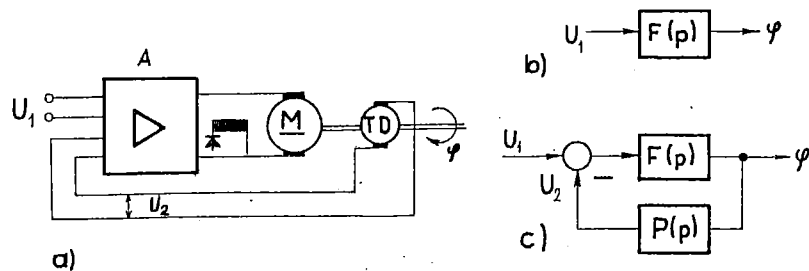 A
U₁
M
TD
φ
U₂
a)
U₁
F(p)
φ
b)
U₁
F(p)
φ
U₂
−
P(p)
c)